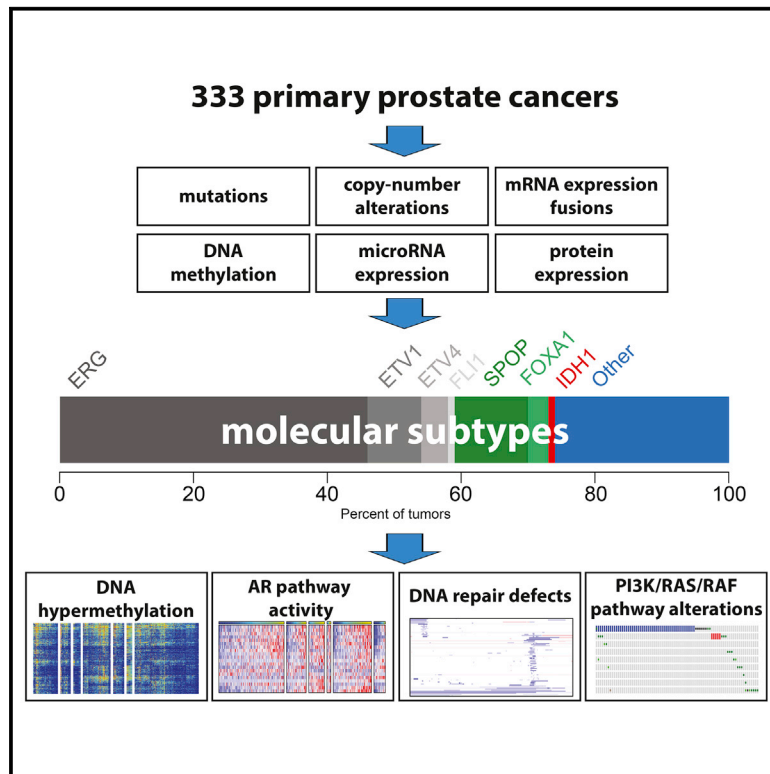 333 primary prostate cancers
mutations
copy-number
alterations
mRNA expression
fusions
DNA
methylation
microRNA
expression
protein
expression
ERG
ETV1
ETV4
FLI1
SPOP
FOXA1
IDH1
Other
molecular subtypes
0
20
40
60
80
100
Percent of tumors
DNA
hypermethylation
AR pathway
activity
DNA repair defects
PI3K/RAS/RAF
pathway alterations